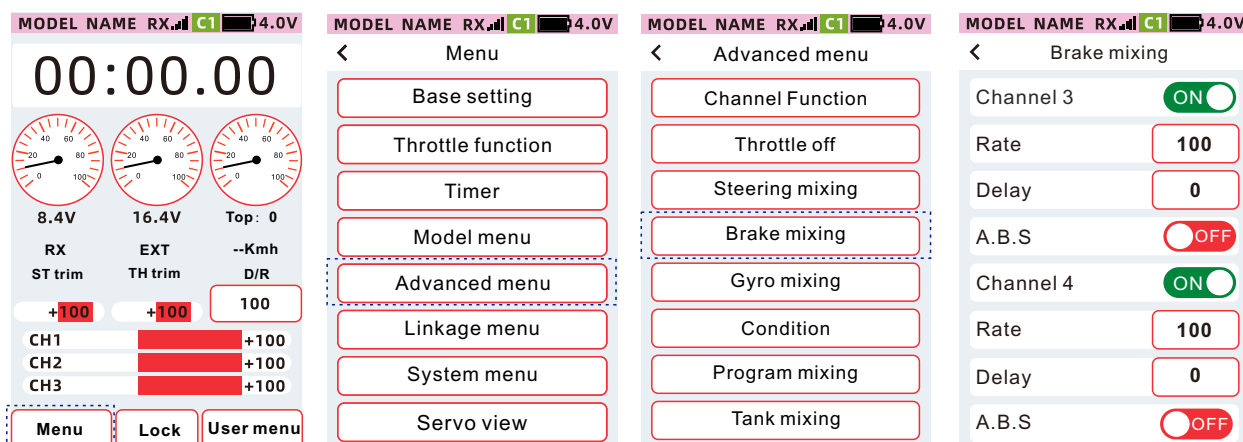 MODEL NAME RX C1 4.0V
00:00.00
20 40 60 80 0 100
20 40 60 80 0 100
20 40 60 80 0 100
8.4V 16.4V Top: 0
RX EXT --Kmh
ST trim TH trim D/R
+100 +100 100
CH1 +100
CH2 +100
CH3 +100
Menu Lock User menu
MODEL NAME RX C1 4.0V
< Menu
Base setting
Throttle function
Timer
Model menu
Advanced menu
Linkage menu
System menu
Servo view
MODEL NAME RX C1 4.0V
< Advanced menu
Channel Function
Throttle off
Steering mixing
Brake mixing
Gyro mixing
Condition
Program mixing
Tank mixing
MODEL NAME RX C1 4.0V
< Brake mixing
Channel 3 ON
Rate 100
Delay 0
A.B.S OFF
Channel 4 ON
Rate 100
Delay 0
A.B.S OFF